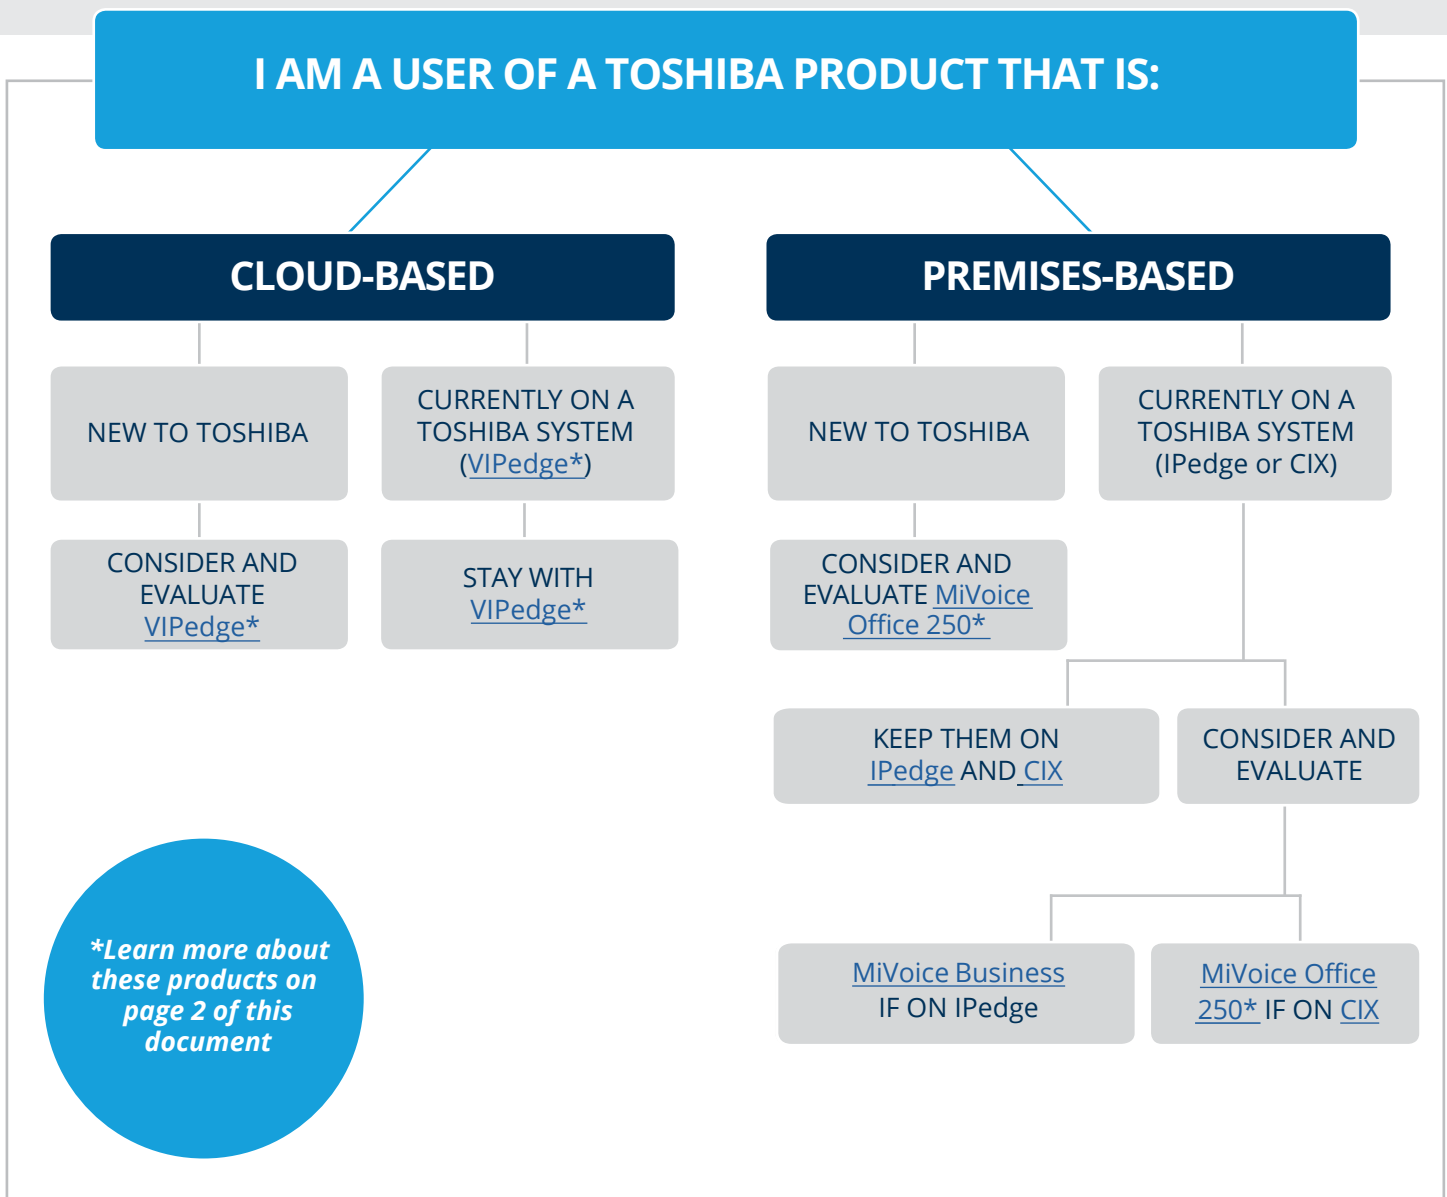 I AM A USER OF A TOSHIBA PRODUCT THAT IS:
CLOUD-BASED
PREMISES-BASED
NEW TO TOSHIBA
CURRENTLY ON A
TOSHIBA SYSTEM
(VIPedge*)
NEW TO TOSHIBA
CURRENTLY ON A
TOSHIBA SYSTEM
(IPedge or CIX)
CONSIDER AND
EVALUATE
VIPedge*
STAY WITH
VIPedge*
CONSIDER AND
EVALUATE MiVoice
Office 250*
KEEP THEM ON
IPedge AND CIX
CONSIDER AND
EVALUATE
MiVoice Business
IF ON IPedge
MiVoice Office
250* IF ON CIX
*Learn more about
these products on
page 2 of this
document